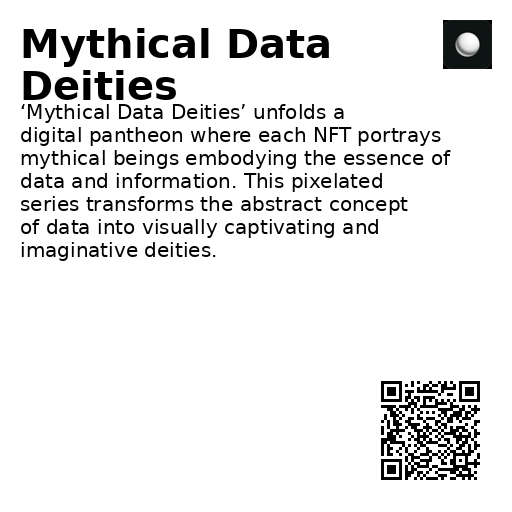 Mythical Data
Deities
‘Mythical Data Deities’ unfolds a
digital pantheon where each NFT portrays
mythical beings embodying the essence of
data and information. This pixelated
series transforms the abstract concept
of data into visually captivating and
imaginative deities.